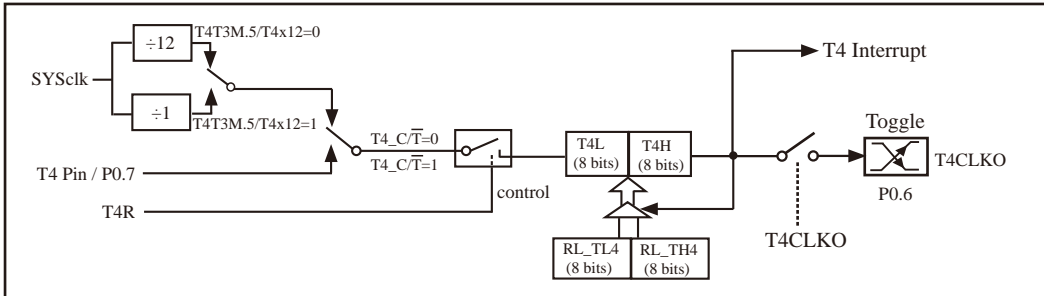 ÷12
T4T3M.5/T4x12=0
SYSclk
÷1
T4T3M.5/T4x12=1
T4 Interrupt
Toggle
T4_C/T̅=0
T4_C/T̅=1
T4L
(8 bits)
T4H
(8 bits)
T4CLKO
T4 Pin / P0.7
control
P0.6
T4R
T4CLKO
RL_TL4
(8 bits)
RL_TH4
(8 bits)